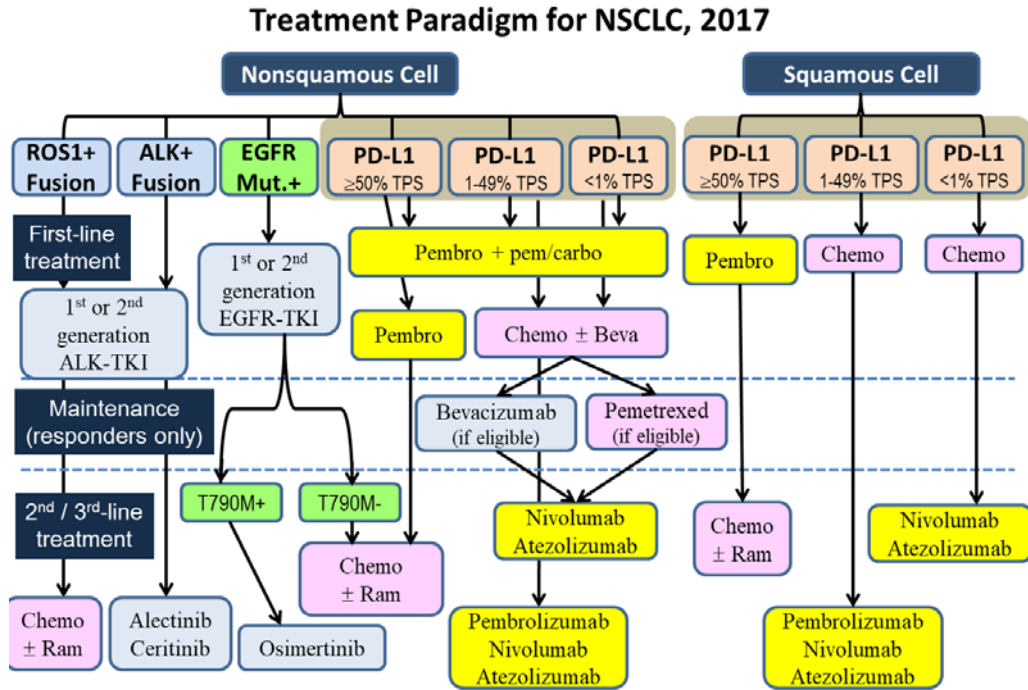 Treatment Paradigm for NSCLC, 2017
Nonsquamous Cell
Squamous Cell
ROS1+
Fusion
ALK+
Fusion
EGFR
Mut.+
PD-L1
≥50% TPS
PD-L1
1-49% TPS
PD-L1
<1% TPS
PD-L1
≥50% TPS
PD-L1
1-49% TPS
PD-L1
<1% TPS
First-line
treatment
1st or 2nd
generation
EGFR-TKI
Pembro + pem/carbo
Pembro
Chemo
Chemo
1st or 2nd
generation
ALK-TKI
Pembro
Chemo ± Beva
Maintenance
(responders only)
Bevacizumab
(if eligible)
Pemetrexed
(if eligible)
2nd / 3rd-line
treatment
T790M+
T790M-
Nivolumab
Atezolizumab
Chemo
± Ram
Nivolumab
Atezolizumab
Chemo
± Ram
Chemo
± Ram
Alectinib
Ceritinib
Osimertinib
Pembrolizumab
Nivolumab
Atezolizumab
Pembrolizumab
Nivolumab
Atezolizumab